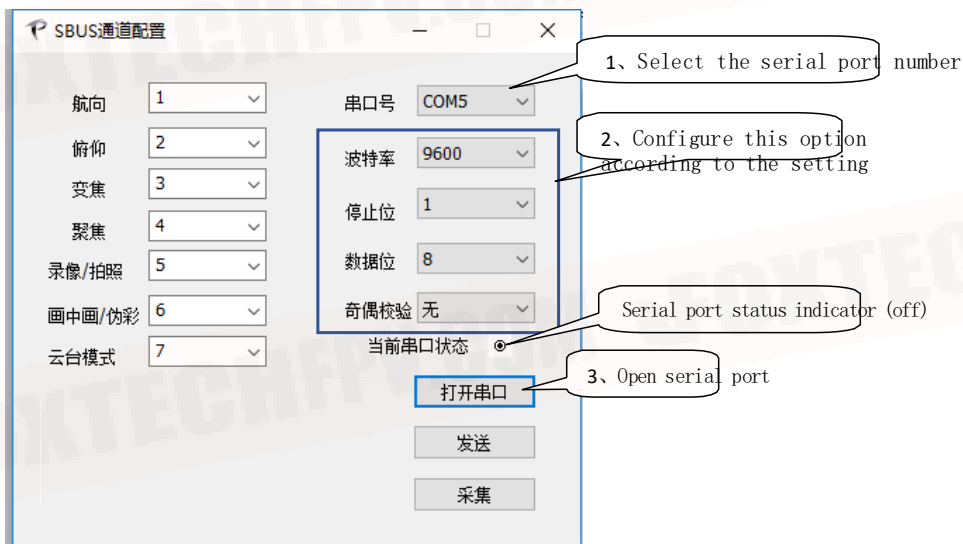 SBUS通道配置
航向 1
俯仰 2
变焦 3
聚焦 4
录像/拍照 5
画中画/伪彩 6
云台模式 7
串口号 COM5
波特率 9600
停止位 1
数据位 8
奇偶校验 无
当前串口状态
打开串口
发送
采集
1、Select the serial port number
2、Configure this option
according to the setting
Serial port status indicator (off)
3、Open serial port